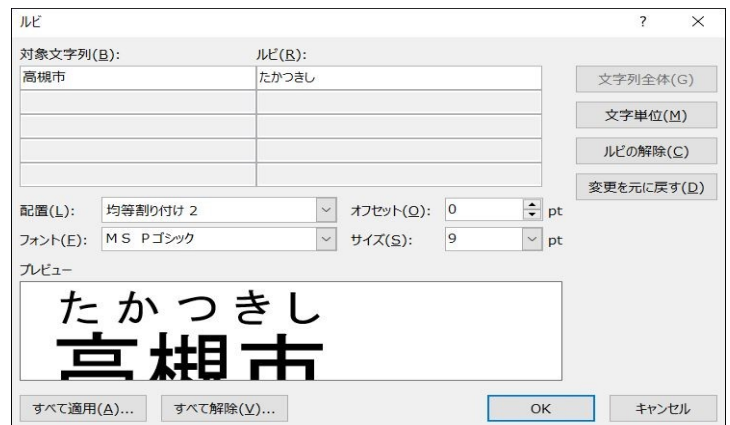 ルビ ? ×
対象文字列(B): ルビ(R):
高槻市 たかつきし
文字列全体(G)
文字単位(M)
ルビの解除(C)
変更を元に戻す(D)
配置(L): 均等割り付け 2 オフセット(O): 0 pt
フォント(F): MS Pゴシック サイズ(S): 9 pt
プレビュー
たかつきし
高槻市
すべて適用(A)... すべて解除(V)... OK キャンセル